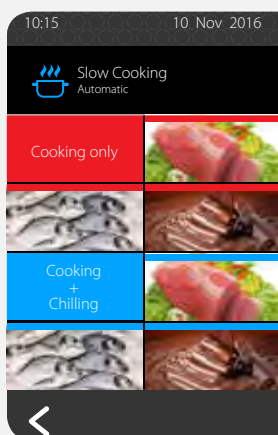 10:15 10 Nov 2016
Slow Cooking
Automatic
Cooking only
Cooking
+
Chilling